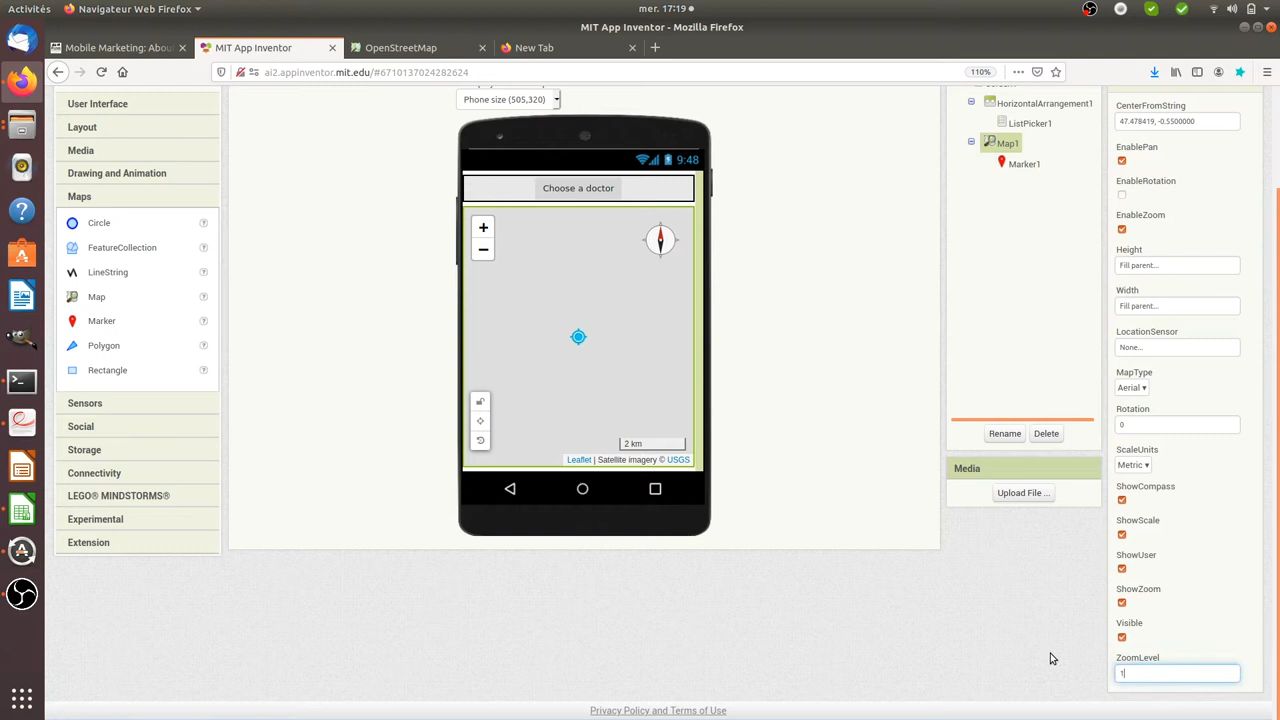 Activités
Navigateur Web Firefox
mer. 17:19
MIT App Inventor - Mozilla Firefox
Mobile Marketing: Abou
MIT App Inventor
OpenStreetMap
New Tab
ai2.appinventor.mit.edu/#6710137024282624
110%
User Interface
Layout
Media
Drawing and Animation
Maps
Circle
FeatureCollection
LineString
Map
Marker
Polygon
Rectangle
Sensors
Social
Storage
Connectivity
LEGO® MINDSTORMS®
Experimental
Extension
Phone size (505,320)
9:48
Choose a doctor
+
−
2 km
Leaflet | Satellite imagery © USGS
HorizontalArrangement1
ListPicker1
Map1
Marker1
Rename
Delete
Media
Upload File ...
CenterFromString
47.478419, -0.5500000
EnablePan
EnableRotation
EnableZoom
Height
Fill parent...
Width
Fill parent...
LocationSensor
None...
MapType
Aerial
Rotation
0
ScaleUnits
Metric
ShowCompass
ShowScale
ShowUser
ShowZoom
Visible
ZoomLevel
1
Privacy Policy and Terms of Use